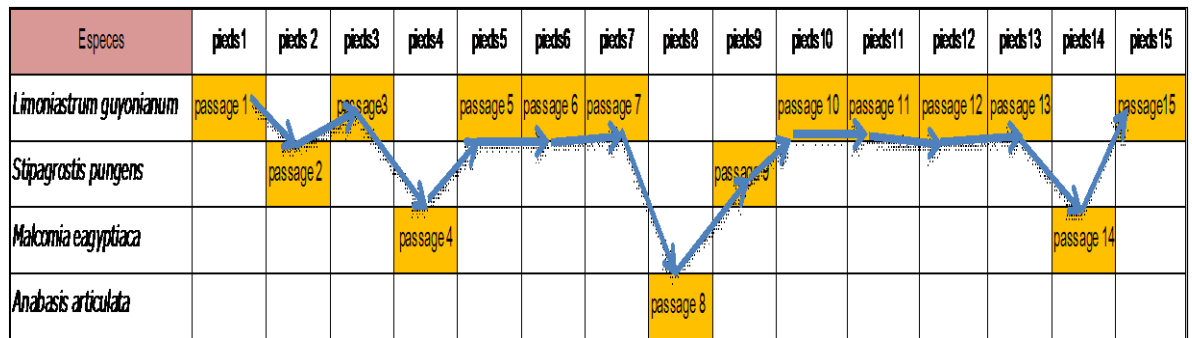 Especes pieds1 pieds 2 pieds3 pieds4 pieds5 pieds6 pieds7 pieds8 pieds9 pieds10 pieds11 pieds12 pieds13 pieds14 pieds15
Limoniastrum guyonianum passage 1 passage3 passage 5 passage 6 passage 7 passage 10 passage 11 passage 12 passage 13 passage15
Stipagrostis pungens passage 2 passage 9
Malcomia eagyptiaca passage 4 passage 14
Anabasis articulata passage 8